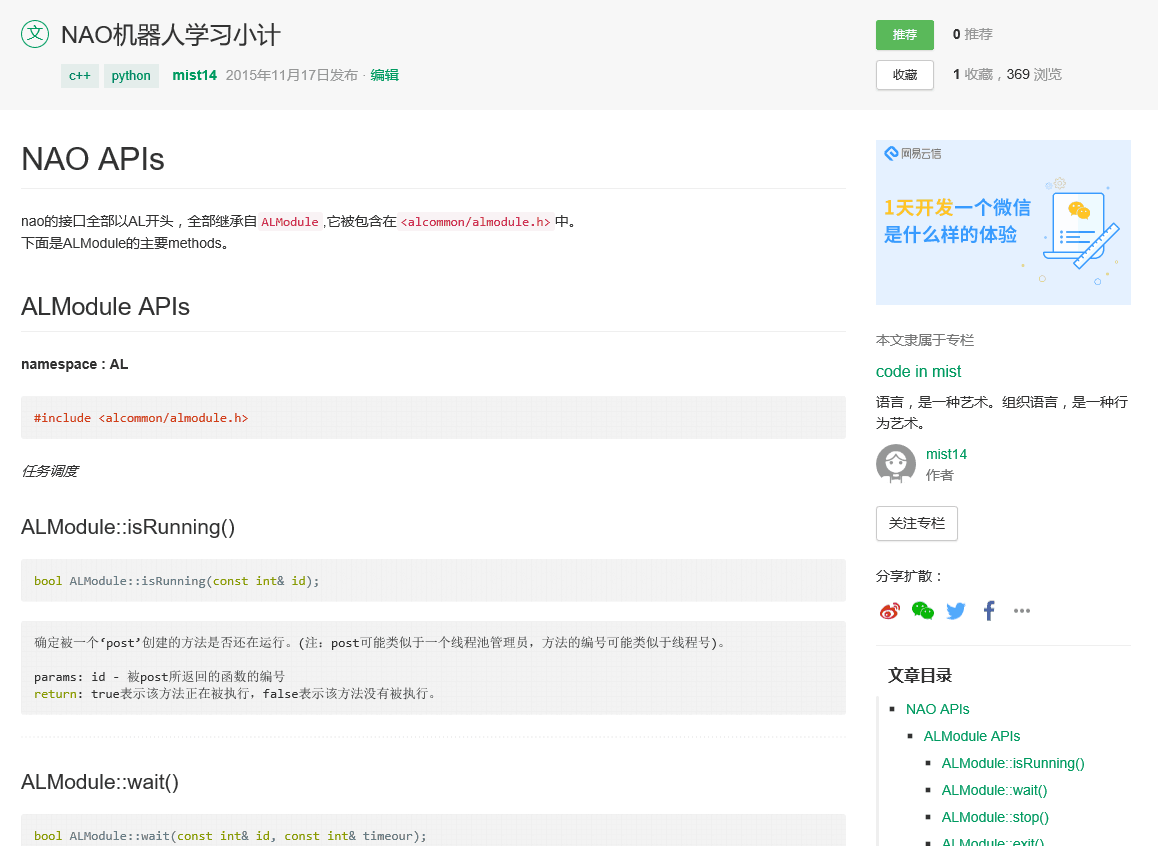 文 NAO机器人学习小计
c++ python mist14 2015年11月17日发布 · 编辑
推荐 0 推荐
收藏 1 收藏，369 浏览
NAO APIs
nao的接口全部以AL开头，全部继承自 ALModule ,它被包含在 <alcommon/almodule.h> 中。
下面是ALModule的主要methods。
ALModule APIs
namespace : AL
#include <alcommon/almodule.h>
任务调度
ALModule::isRunning()
bool ALModule::isRunning(const int& id);
确定被一个‘post’创建的方法是否还在运行。(注：post可能类似于一个线程池管理员，方法的编号可能类似于线程号)。
params: id - 被post所返回的函数的编号
return: true表示该方法正在被执行，false表示该方法没有被执行。
ALModule::wait()
bool ALModule::wait(const int& id, const int& timeour);
网易云信
1天开发一个微信
是什么样的体验
本文隶属于专栏
code in mist
语言，是一种艺术。组织语言，是一种行
为艺术。
mist14
作者
关注专栏
分享扩散：
文章目录
NAO APIs
ALModule APIs
ALModule::isRunning()
ALModule::wait()
ALModule::stop()
ALModule::exit()